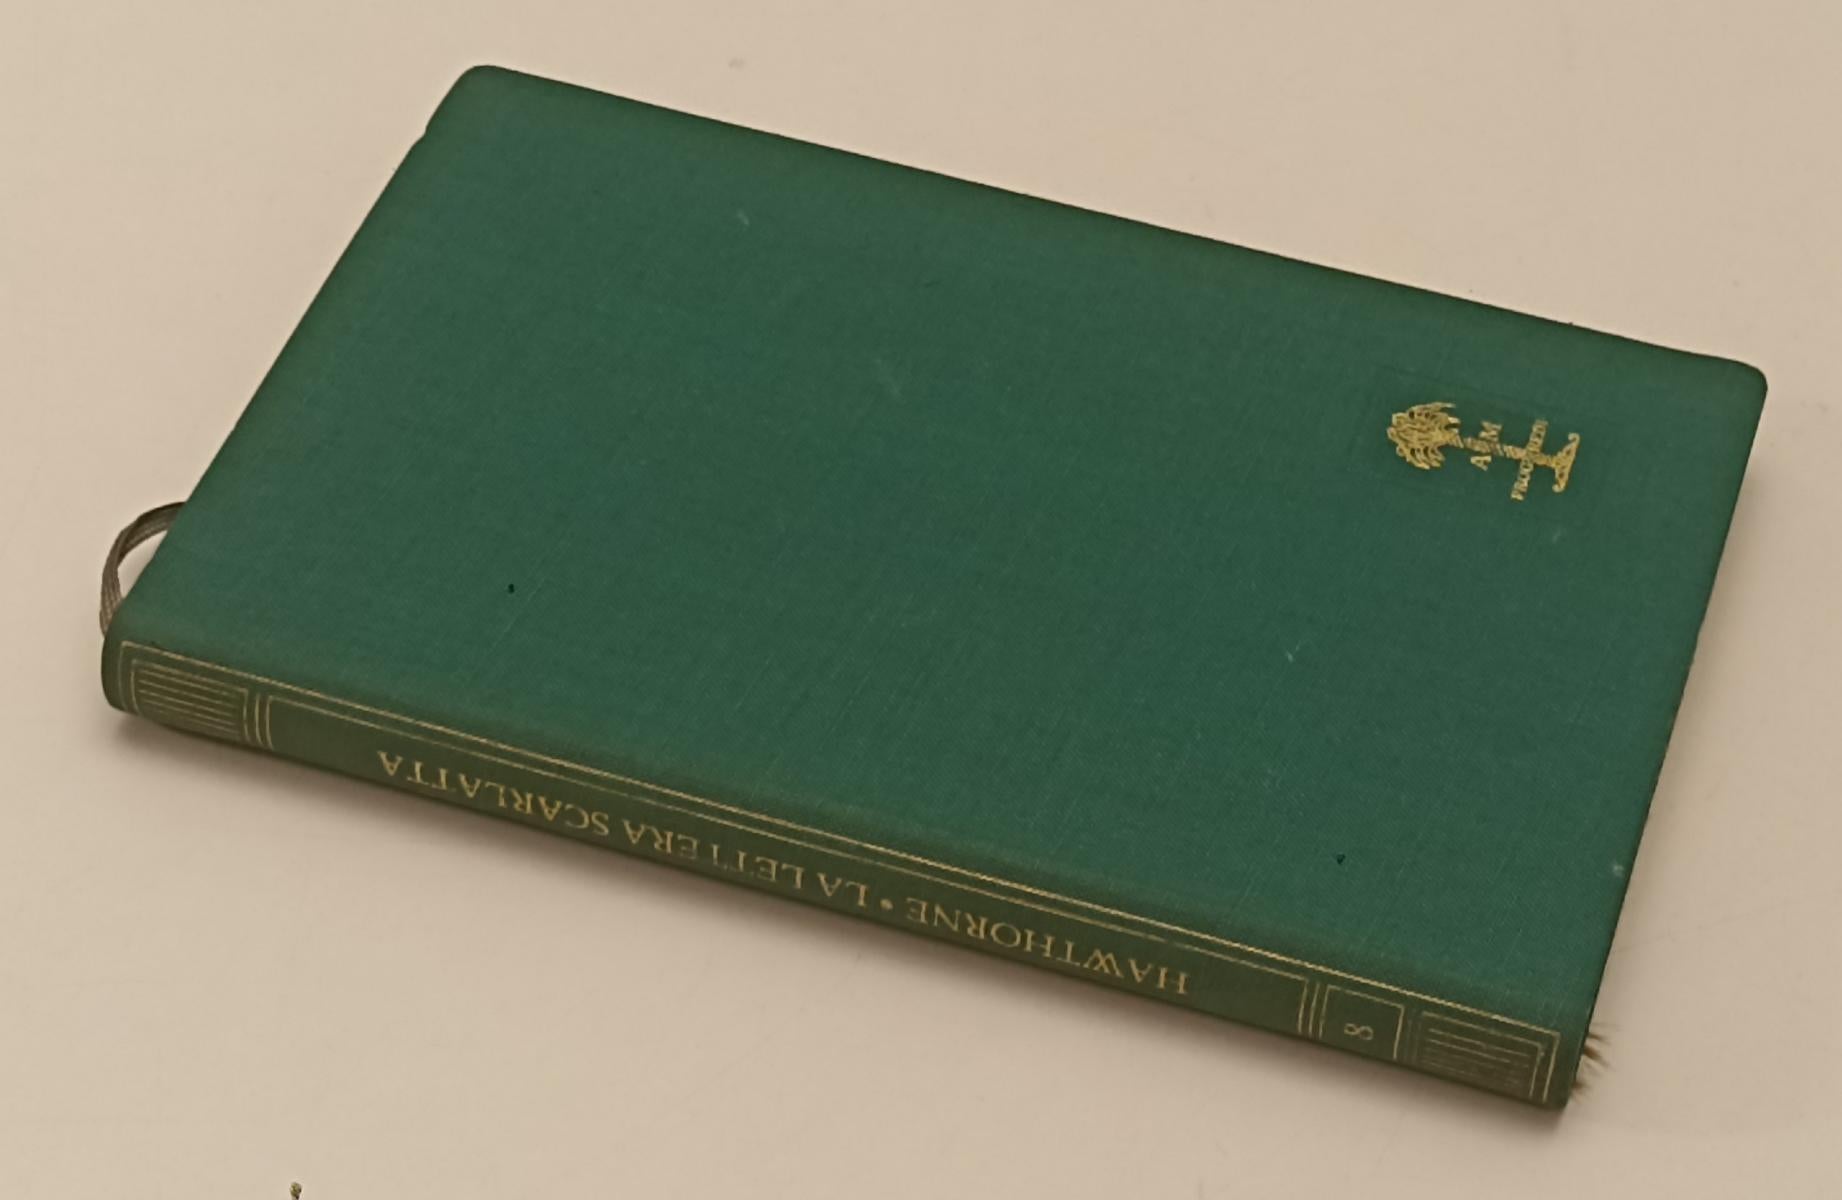 HAWTHORNE • LA LETTERA SCARLATTA
8
A M